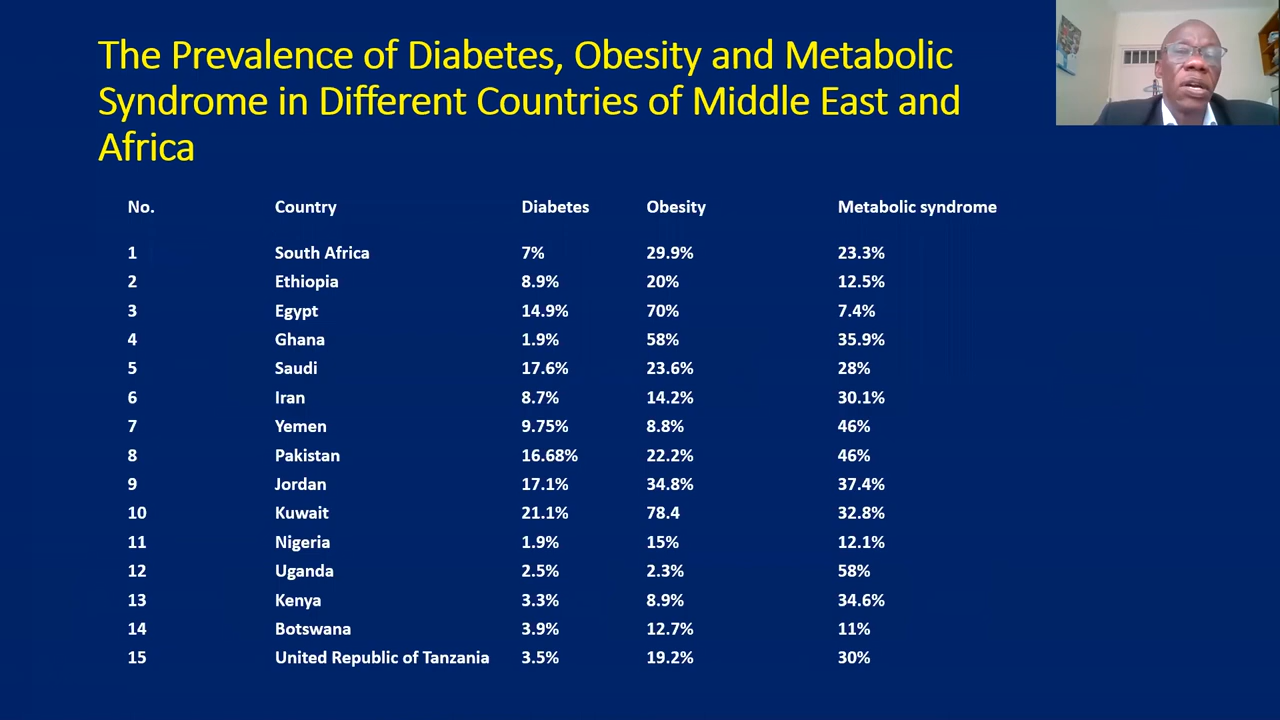 The Prevalence of Diabetes, Obesity and Metabolic
Syndrome in Different Countries of Middle East and
Africa
No. Country Diabetes Obesity Metabolic syndrome
1 South Africa 7% 29.9% 23.3%
2 Ethiopia 8.9% 20% 12.5%
3 Egypt 14.9% 70% 7.4%
4 Ghana 1.9% 58% 35.9%
5 Saudi 17.6% 23.6% 28%
6 Iran 8.7% 14.2% 30.1%
7 Yemen 9.75% 8.8% 46%
8 Pakistan 16.68% 22.2% 46%
9 Jordan 17.1% 34.8% 37.4%
10 Kuwait 21.1% 78.4 32.8%
11 Nigeria 1.9% 15% 12.1%
12 Uganda 2.5% 2.3% 58%
13 Kenya 3.3% 8.9% 34.6%
14 Botswana 3.9% 12.7% 11%
15 United Republic of Tanzania 3.5% 19.2% 30%